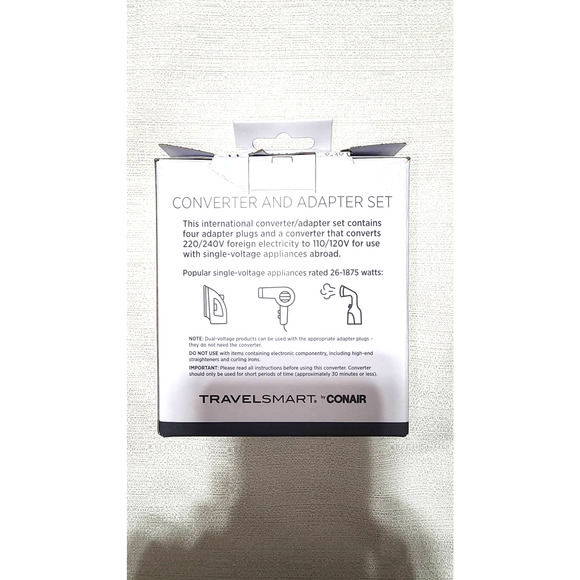 CONVERTER AND ADAPTER SET
This international converter/adapter set contains
four adapter plugs and a converter that converts
220/240V foreign electricity to 110/120V for use
with single-voltage appliances abroad.
Popular single-voltage appliances rated 26-1875 watts:
NOTE: Dual-voltage products can be used with the appropriate adapter plugs –
they do not need the converter.
DO NOT USE with items containing electronic componentry, including high-end
straighteners and curling irons.
IMPORTANT: Please read all instructions before using this converter. Converter
should only be used for short periods of time (approximately 30 minutes or less).
TRAVELSMART® by CONAIR